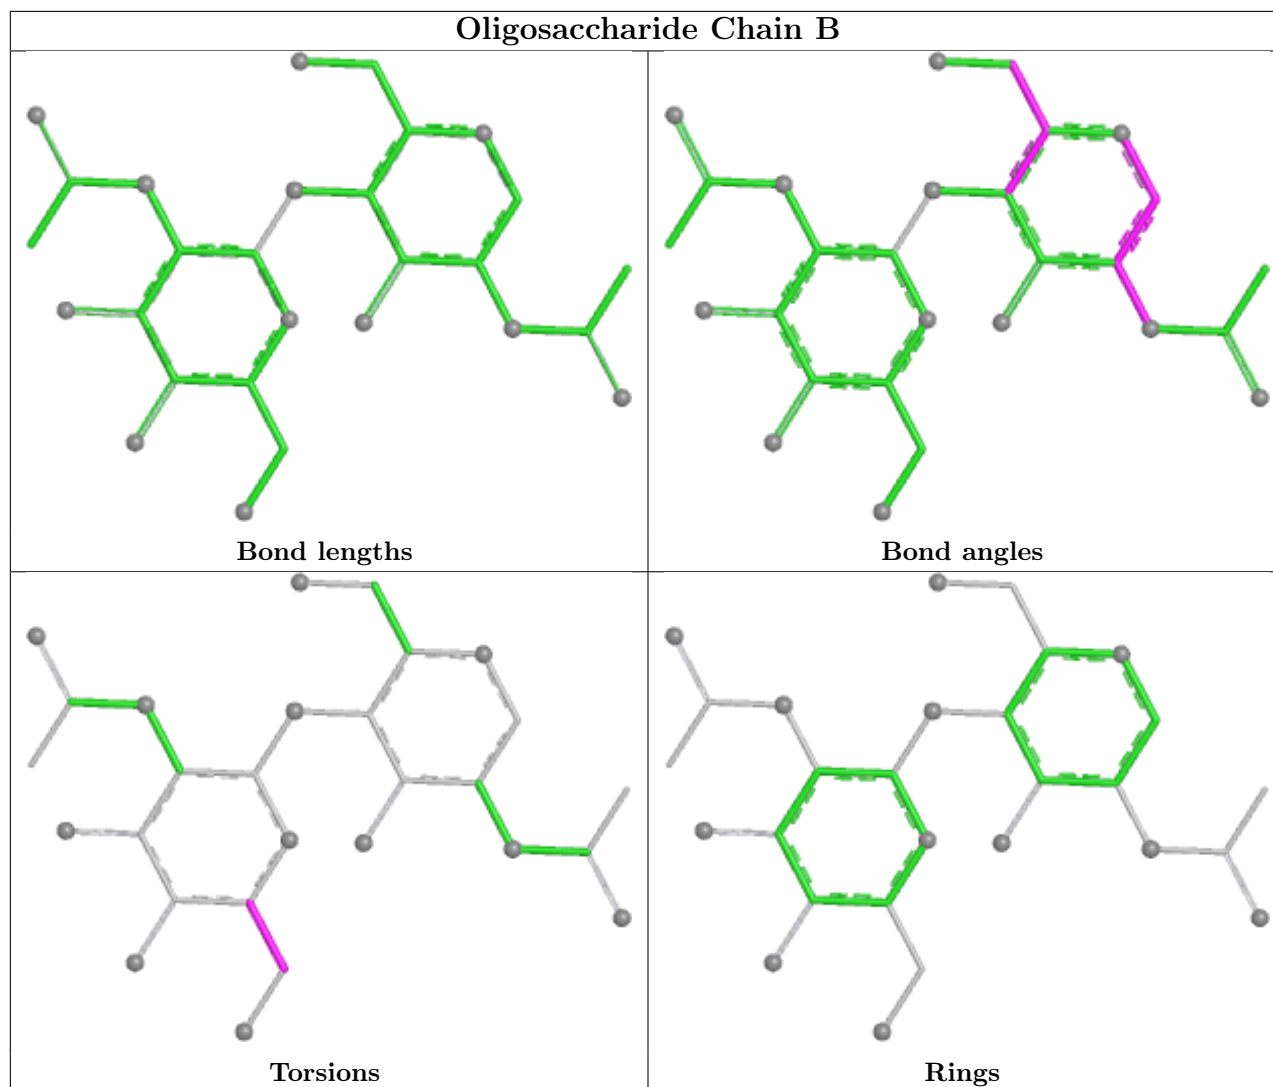 Oligosaccharide Chain B
Bond lengths
Bond angles
Torsions
Rings